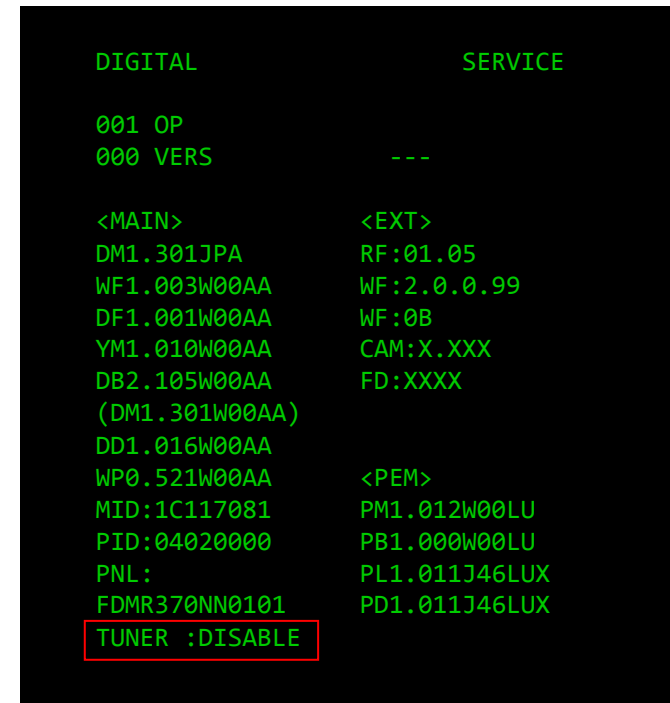 DIGITAL SERVICE
001 OP
000 VERS ---
<MAIN> <EXT>
DM1.301JPA RF:01.05
WF1.003W00AA WF:2.0.0.99
DF1.001W00AA WF:0B
YM1.010W00AA CAM:X.XXX
DB2.105W00AA FD:XXXX
(DM1.301W00AA)
DD1.016W00AA
WP0.521W00AA <PEM>
MID:1C117081 PM1.012W00LU
PID:04020000 PB1.000W00LU
PNL: PL1.011J46LUX
FDMR370NN0101 PD1.011J46LUX
TUNER :DISABLE